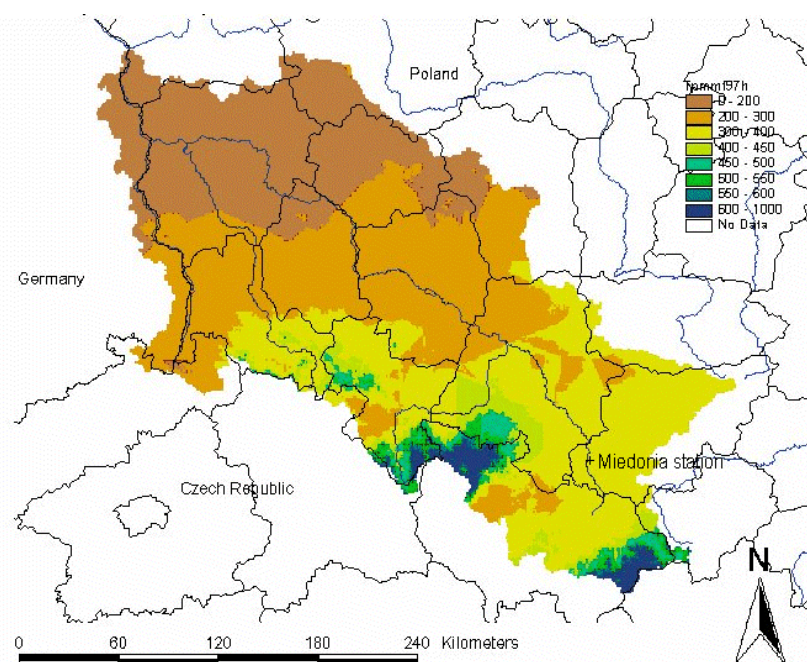 Poland
0 - 200
200 - 300
300 - 400
400 - 450
450 - 500
500 - 550
550 - 600
600 - 1000
No Data
Germany
+ Miedonia station
Czech Republic
N
0 60 120 180 240 Kilometers